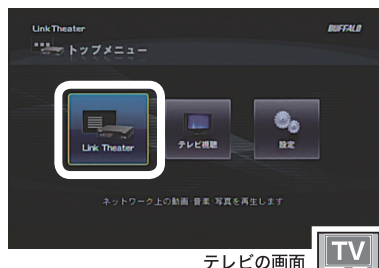 LinkTheater
BUFFALO
トップメニュー
Link Theater
テレビ視聴
設定
ネットワーク上の動画・音楽・写真を再生します
テレビの画面
TV